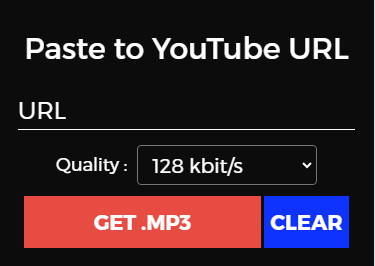 Paste to YouTube URL
URL
Quality : 128 kbit/s
GET .MP3 CLEAR